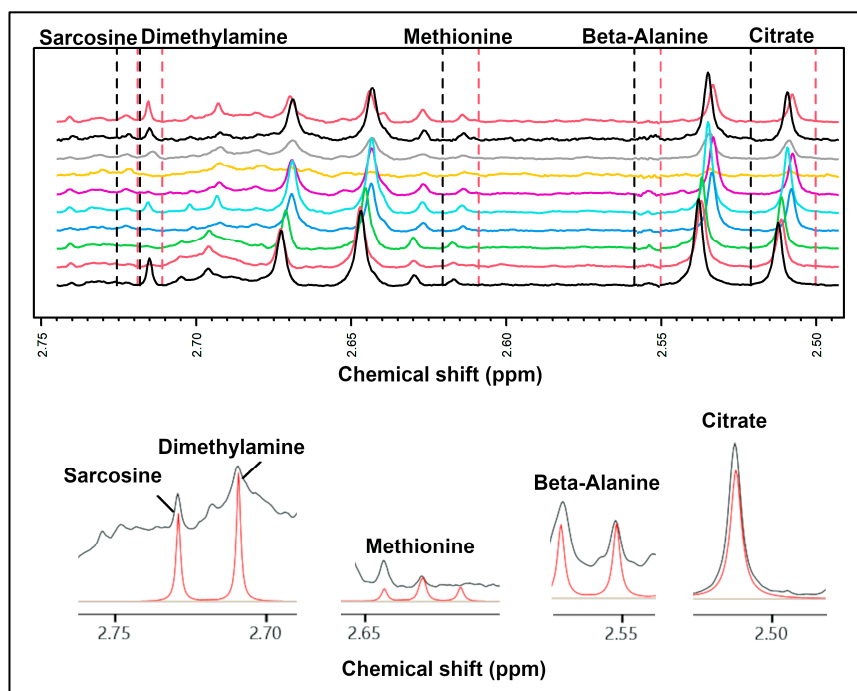 Sarcosine Dimethylamine Methionine Beta-Alanine Citrate
2.75 2.70 2.65 2.60 2.55 2.50
Chemical shift (ppm)
Citrate
Dimethylamine
Sarcosine
Beta-Alanine
Methionine
2.75 2.70 2.65 2.55 2.50
Chemical shift (ppm)